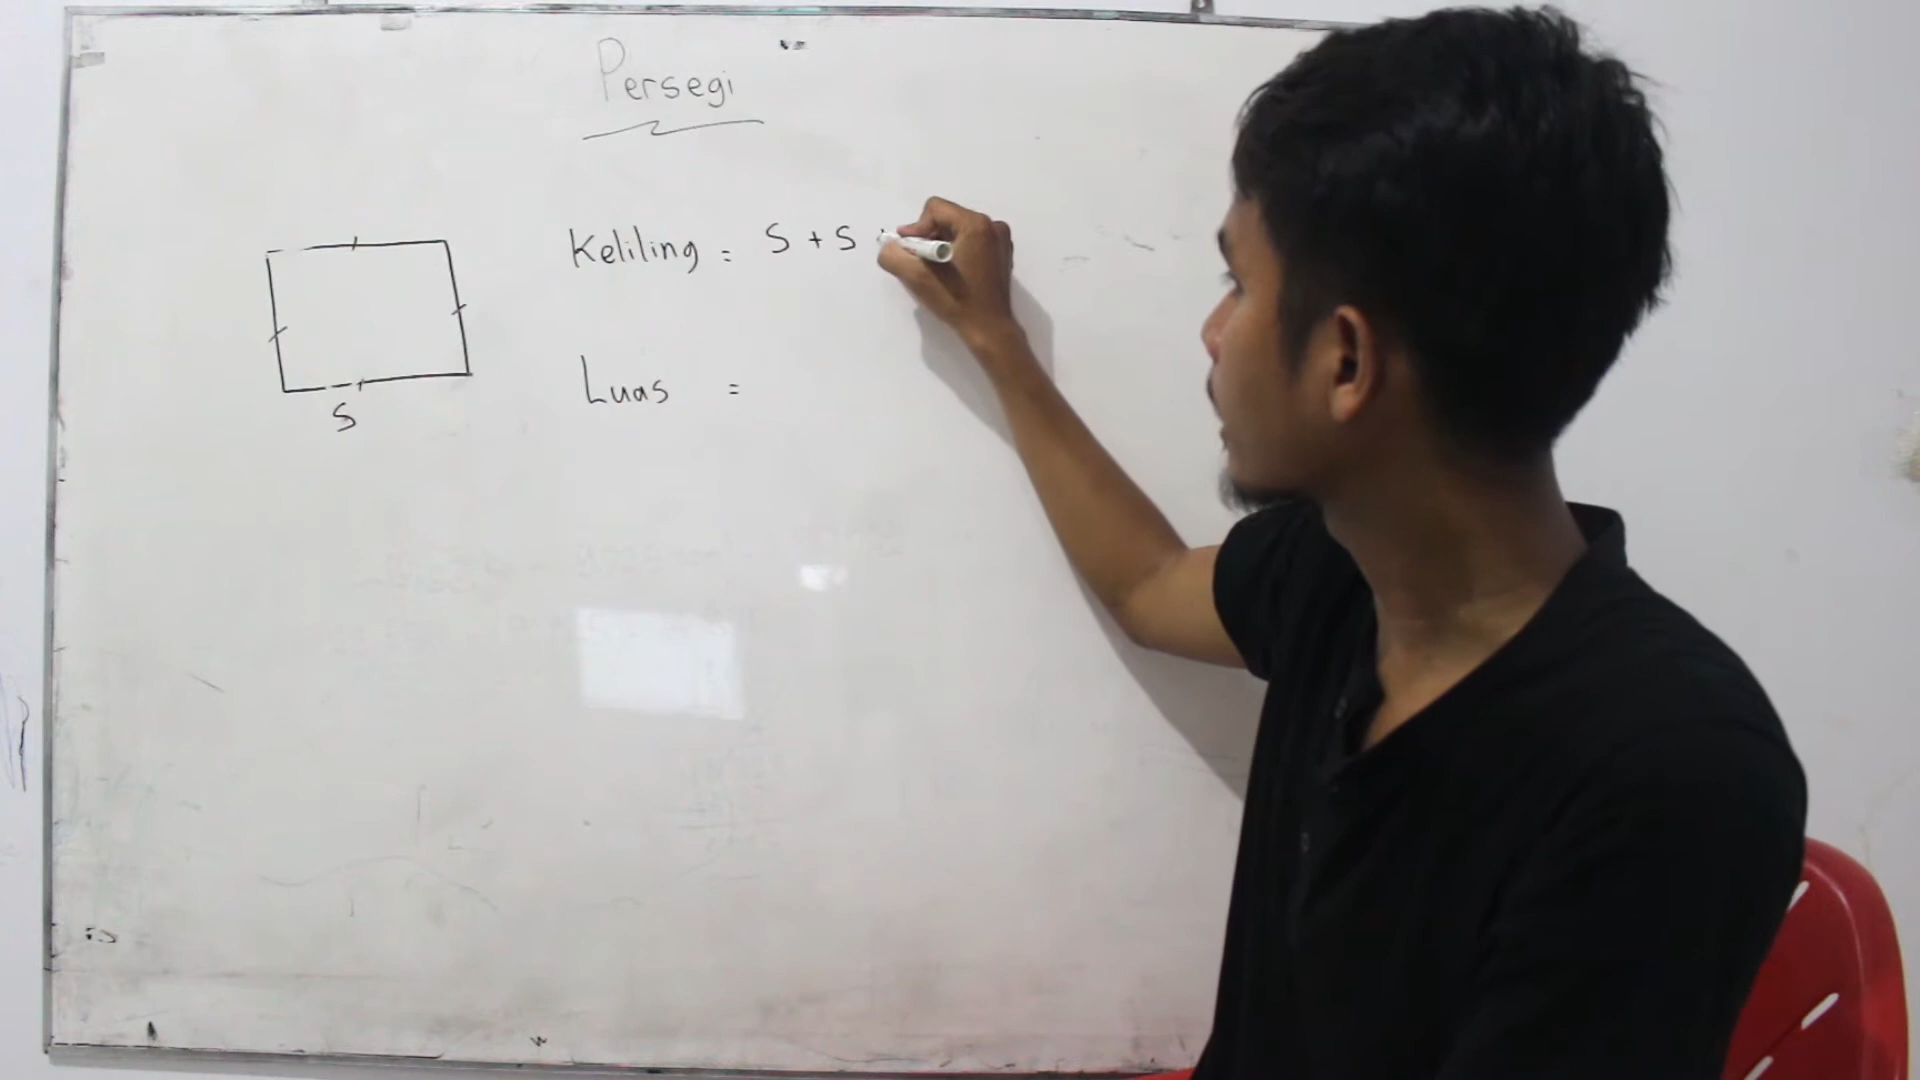 Persegi
Keliling = S + S +
Luas =
S